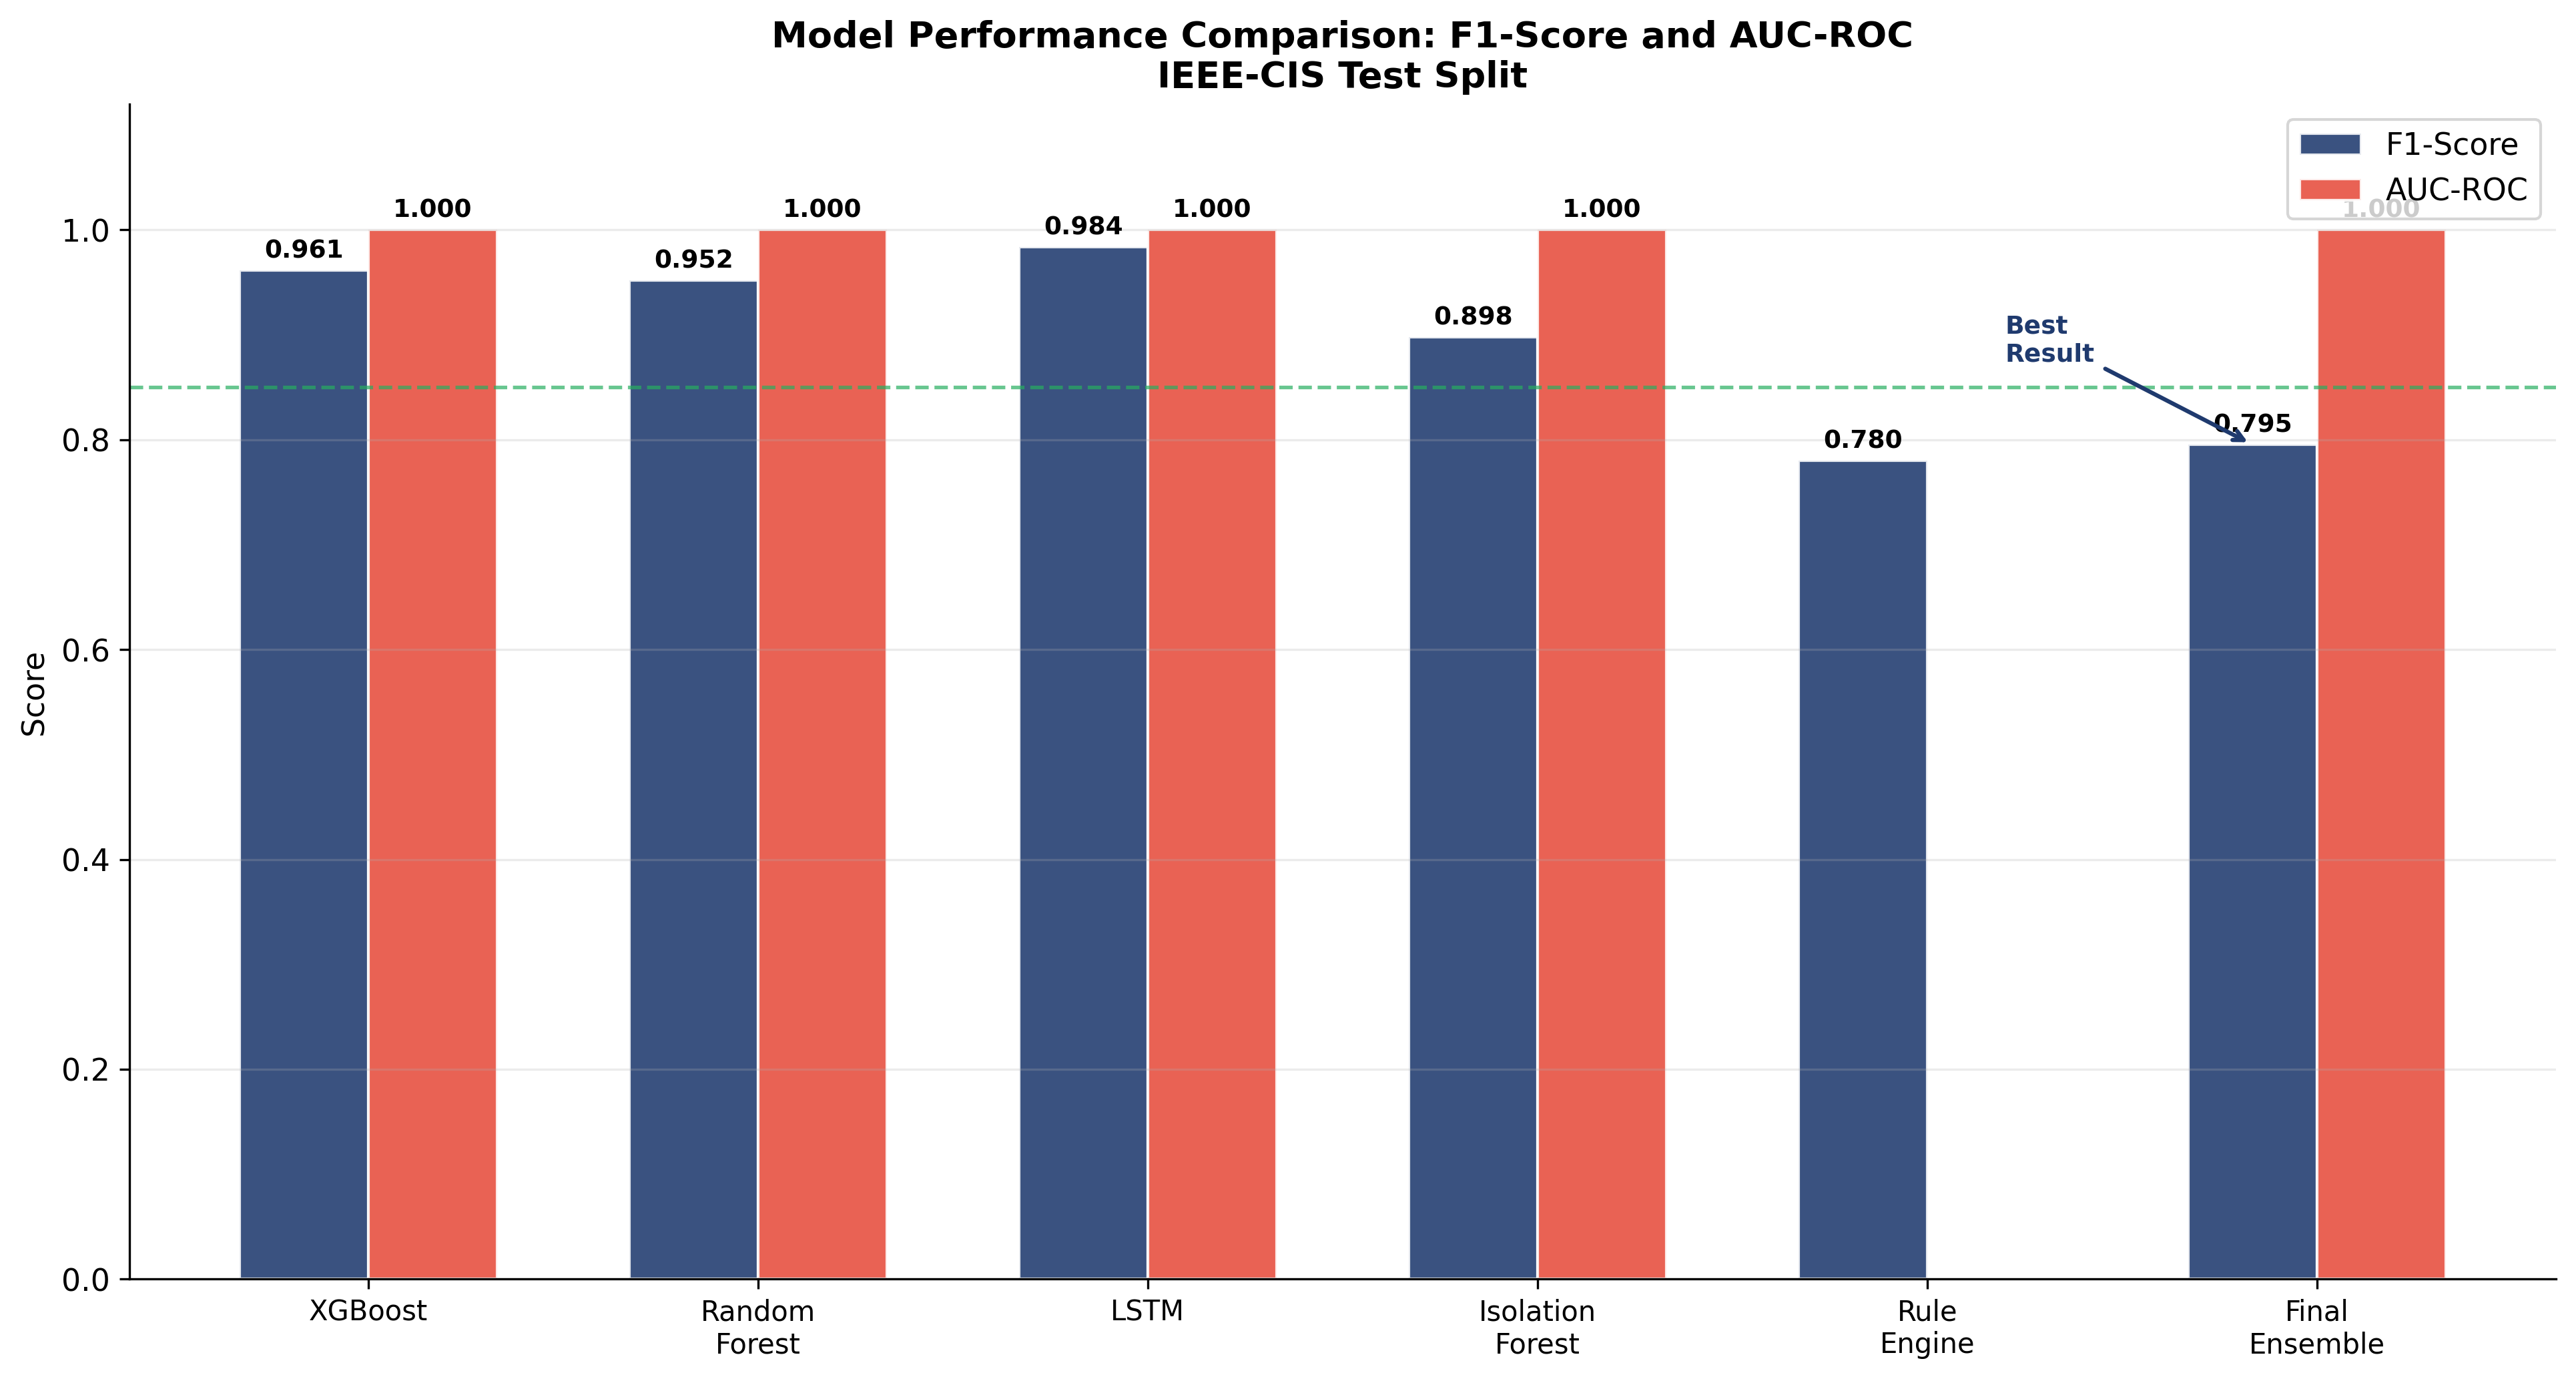 Model Performance Comparison: F1-Score and AUC-ROC
IEEE-CIS Test Split
F1-Score
AUC-ROC
1.000
1.000
1.000
1.000
1.000
0.961
0.952
0.984
0.898
0.780
0.795
Best
Result
Score
1.0
0.8
0.6
0.4
0.2
0.0
XGBoost
Random
Forest
LSTM
Isolation
Forest
Rule
Engine
Final
Ensemble